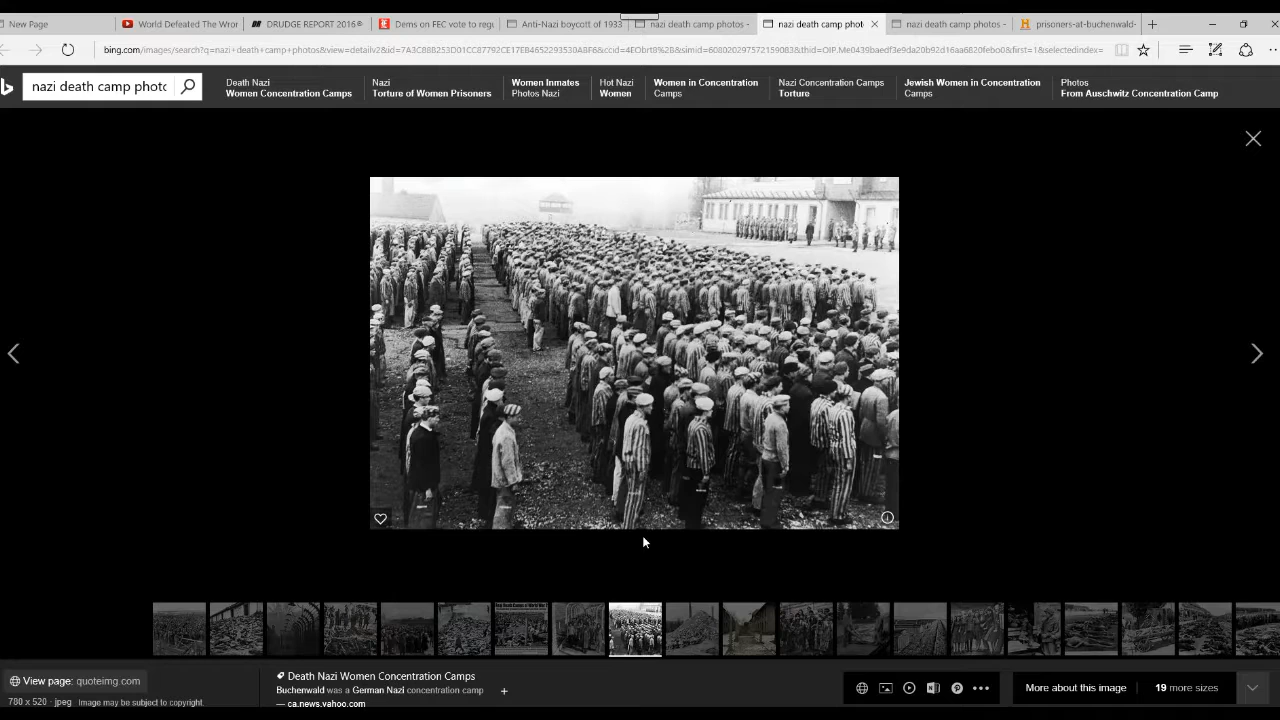 New Page
World Defeated The Wror
DRUDGE REPORT 2016®
Dems on FEC vote to regu
Anti-Nazi boycott of 1933
nazi death camp photos -
nazi death camp phot
nazi death camp photos -
prisoners-at-buchenwald-
nazi death camp photo
Death Nazi
Women Concentration Camps
Nazi
Torture of Women Prisoners
Women Inmates
Photos Nazi
Hot Nazi
Women
Women in Concentration
Camps
Nazi Concentration Camps
Torture
Jewish Women in Concentration
Camps
Photos
From Auschwitz Concentration Camp
View page: quoteimg.com
780 x 520 · jpeg Image may be subject to copyright.
Death Nazi Women Concentration Camps
Buchenwald was a German Nazi concentration camp
— ca.news.yahoo.com
More about this image
19 more sizes